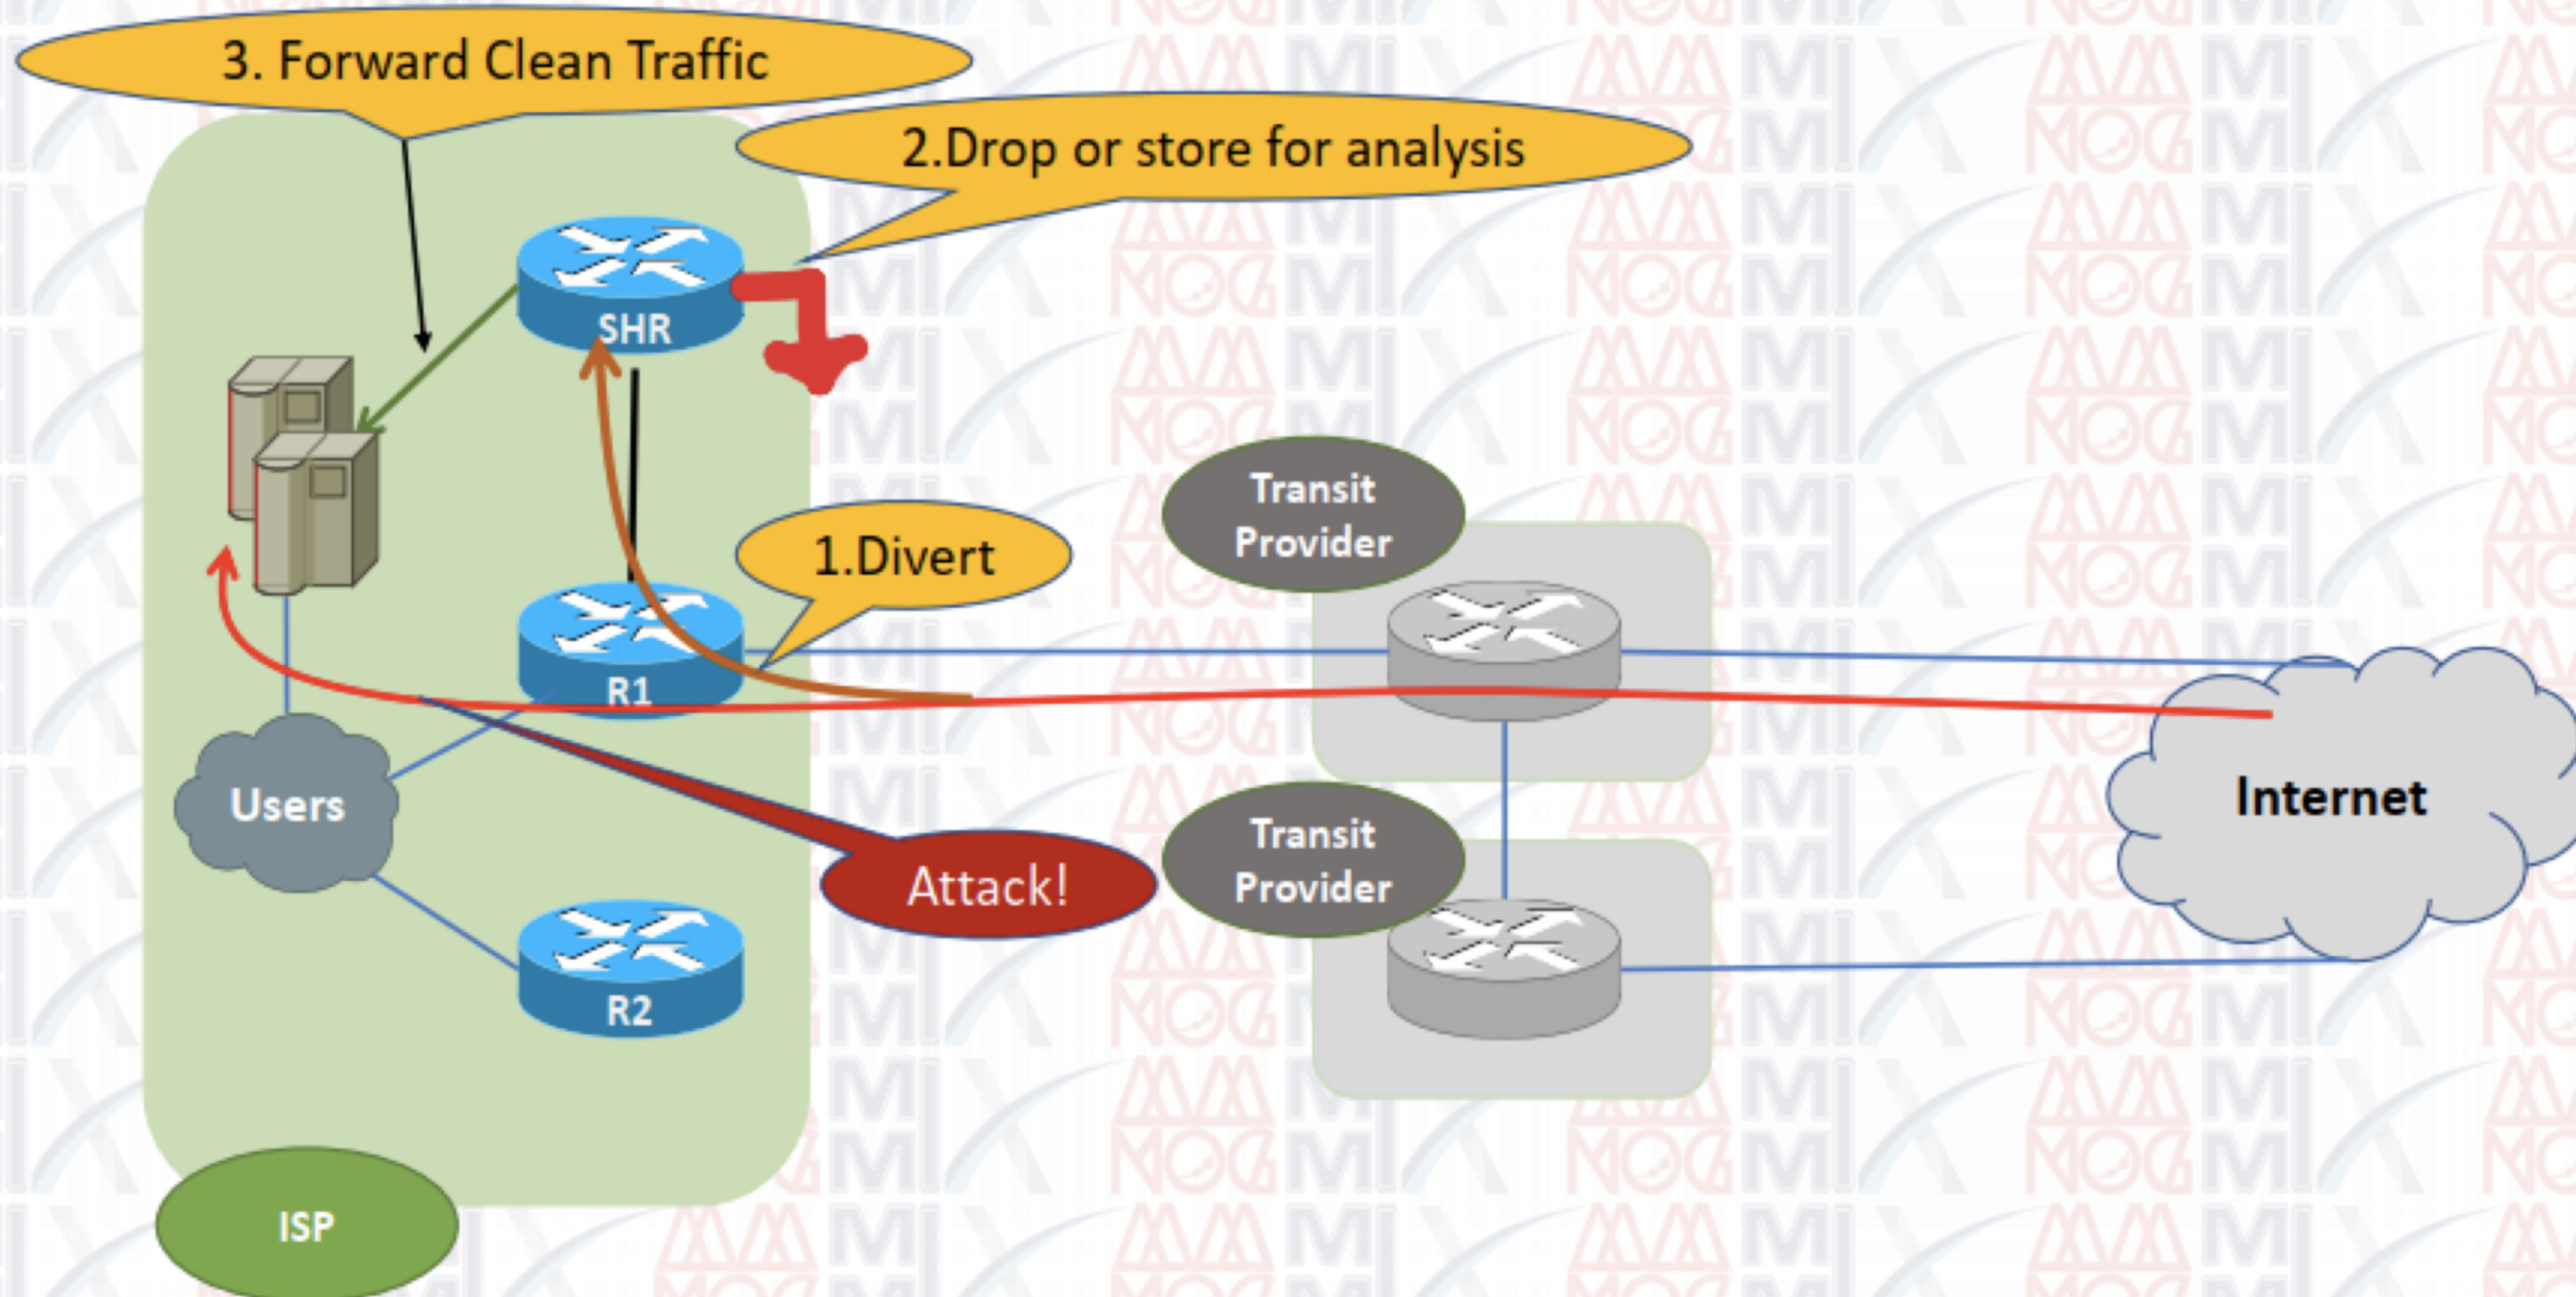 3. Forward Clean Traffic
2.Drop or store for analysis
SHR
Transit
Provider
1.Divert
R1
Users
Internet
Transit
Provider
Attack!
R2
ISP